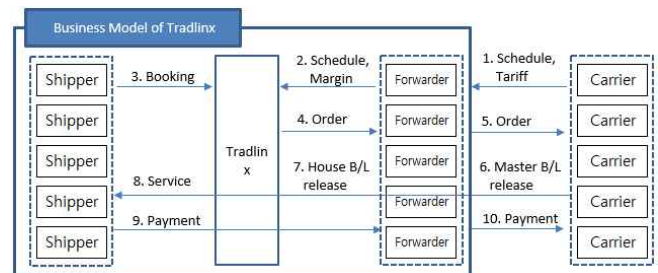 Business Model of Tradlinx
Shipper
Shipper
Shipper
Shipper
Shipper
3. Booking
8. Service
9. Payment
Tradlin
x
2. Schedule,
Margin
4. Order
7. House B/L
release
Forwarder
Forwarder
Forwarder
Forwarder
Forwarder
1. Schedule,
Tariff
5. Order
6. Master B/L
release
10. Payment
Carrier
Carrier
Carrier
Carrier
Carrier